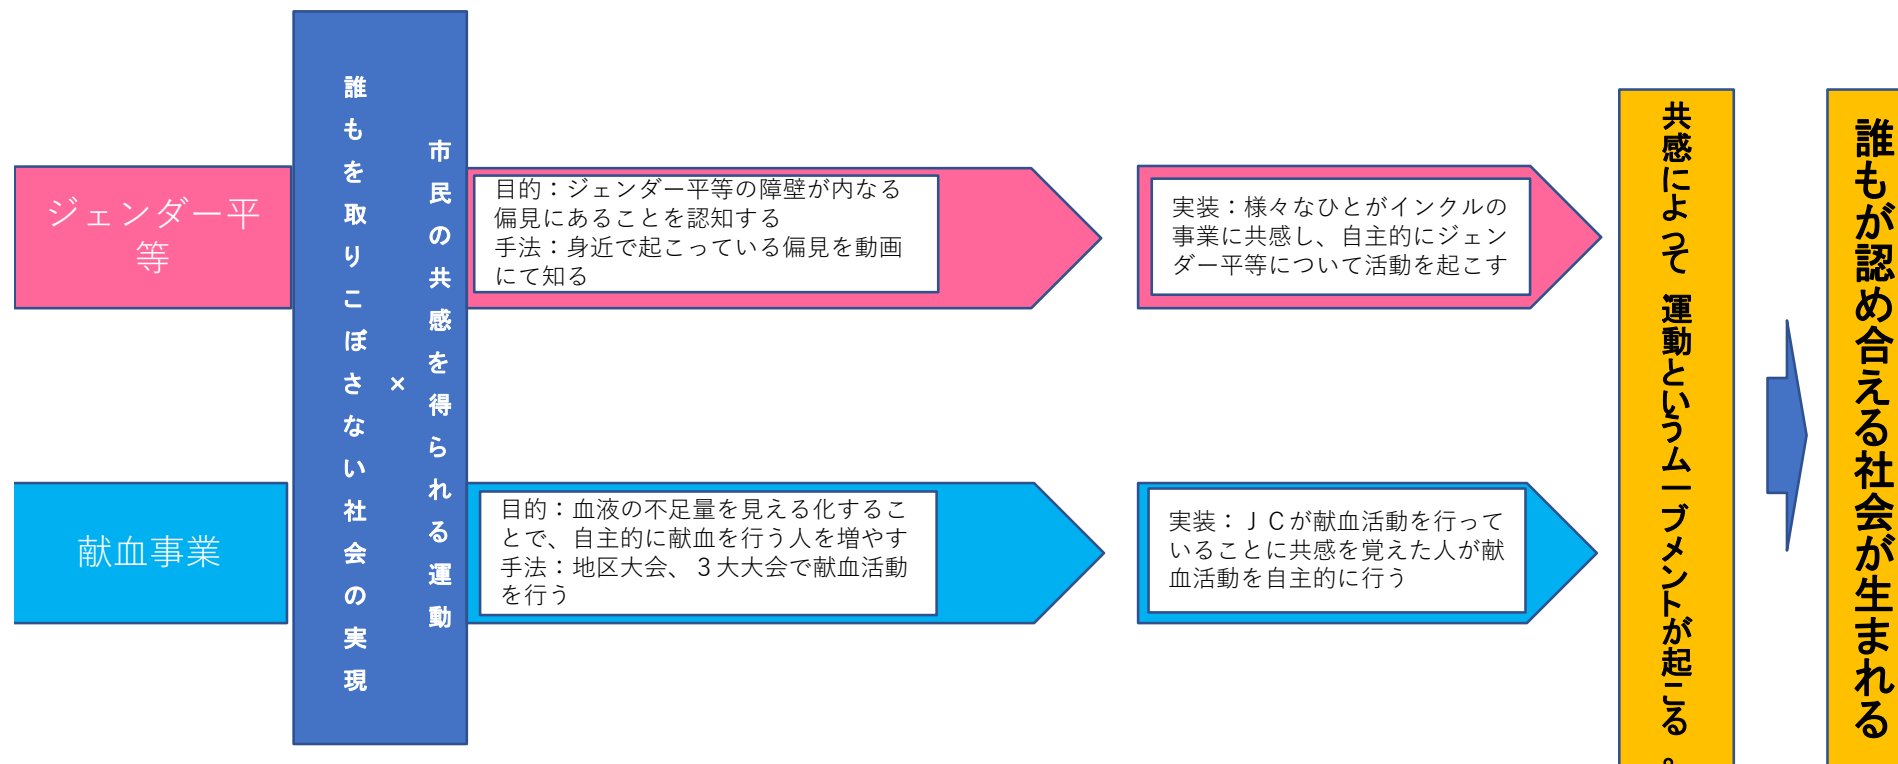 ジェンダー平
等
献血事業
市民の共感を得られる運動
×
誰もを取りこぼさない社会の実現
目的：ジェンダー平等の障壁が内なる
偏見にあることを認知する
手法：身近で起こっている偏見を動画
にて知る
実装：様々なひとがインクルの
事業に共感し、自主的にジェン
ダー平等について活動を起こす
目的：血液の不足量を見える化するこ
とで、自主的に献血を行う人を増やす
手法：地区大会、３大大会で献血活動
を行う
実装：ＪＣが献血活動を行って
いることに共感を覚えた人が献
血活動を自主的に行う
共感によって 運動というムーブメントが起こる。
誰もが認め合える社会が生まれる